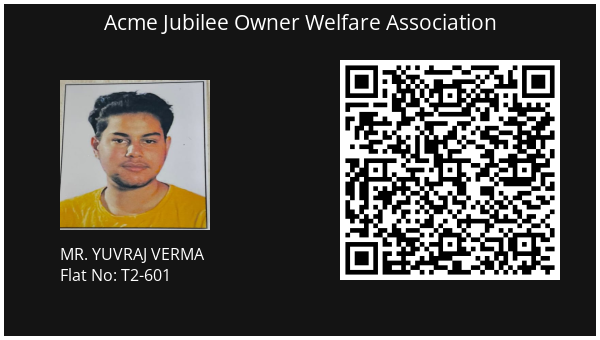 Acme Jubilee Owner Welfare Association
MR. YUVRAJ VERMA
Flat No: T2-601